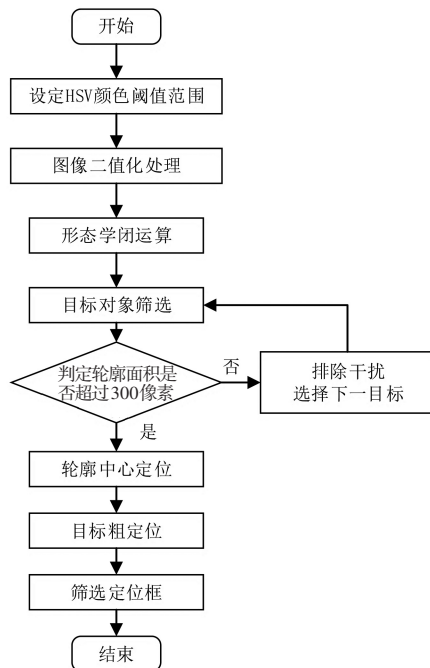 开始
设定HSV颜色阈值范围
图像二值化处理
形态学闭运算
目标对象筛选
判定轮廓面积是
否超过300像素
否
排除干扰
选择下一目标
是
轮廓中心定位
目标粗定位
筛选定位框
结束